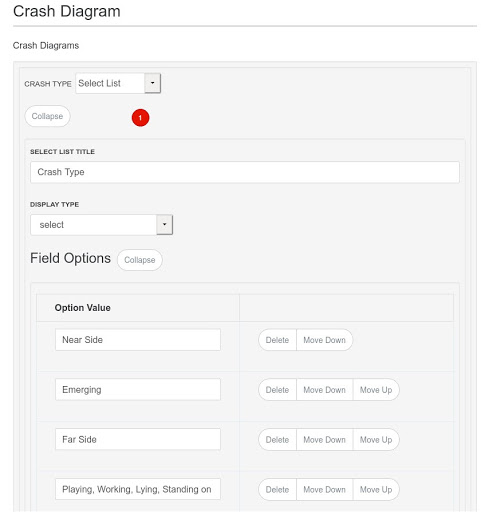 Crash Diagram
Crash Diagrams
CRASH TYPE Select List
Collapse 1
SELECT LIST TITLE
Crash Type
DISPLAY TYPE
select
Field Options Collapse
Option Value
Near Side Delete Move Down
Emerging Delete Move Down Move Up
Far Side Delete Move Down Move Up
Playing, Working, Lying, Standing on Delete Move Down Move Up